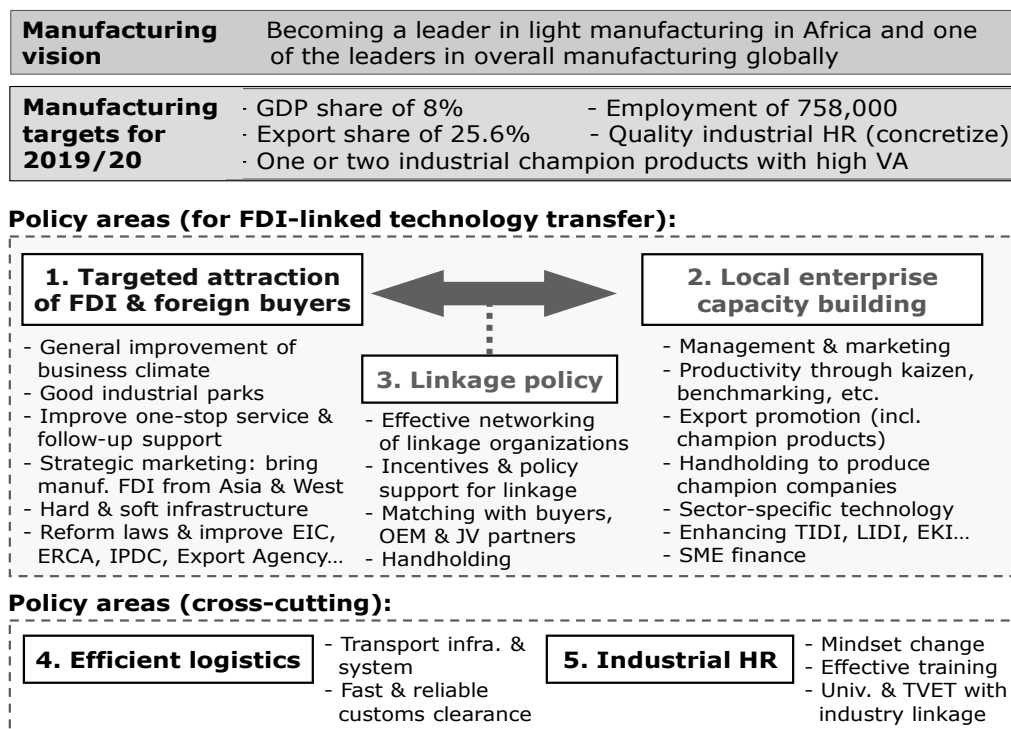 Manufacturing
vision
Becoming a leader in light manufacturing in Africa and one
of the leaders in overall manufacturing globally
Manufacturing
targets for
2019/20
- GDP share of 8%
- Employment of 758,000
- Export share of 25.6%
- Quality industrial HR (concretize)
- One or two industrial champion products with high VA
Policy areas (for FDI-linked technology transfer):
1. Targeted attraction
of FDI & foreign buyers
- General improvement of
business climate
- Good industrial parks
- Improve one-stop service &
follow-up support
- Strategic marketing: bring
manuf. FDI from Asia & West
- Hard & soft infrastructure
- Reform laws & improve EIC,
ERCA, IPDC, Export Agency...
3. Linkage policy
- Effective networking
of linkage organizations
- Incentives & policy
support for linkage
- Matching with buyers,
OEM & JV partners
- Handholding
2. Local enterprise
capacity building
- Management & marketing
- Productivity through kaizen,
benchmarking, etc.
- Export promotion (incl.
champion products)
- Handholding to produce
champion companies
- Sector-specific technology
- Enhancing TIDI, LIDI, EKI...
- SME finance
Policy areas (cross-cutting):
4. Efficient logistics
- Transport infra. &
system
- Fast & reliable
customs clearance
5. Industrial HR
- Mindset change
- Effective training
- Univ. & TVET with
industry linkage